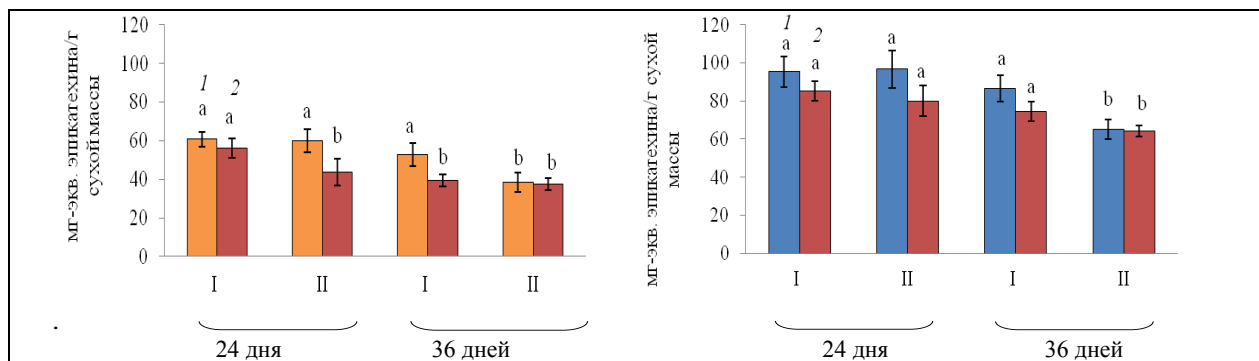 мг-экв. эпикатехина/г
сухой массы
120
100
80
60
40
20
0
1 2
a a a b a b b b
I II I II
24 дня 36 дней
.
мг-экв. эпикатехина/г сухой
массы
120
100
80
60
40
20
0
1 2
a a a a a a b b
I II I II
24 дня 36 дней